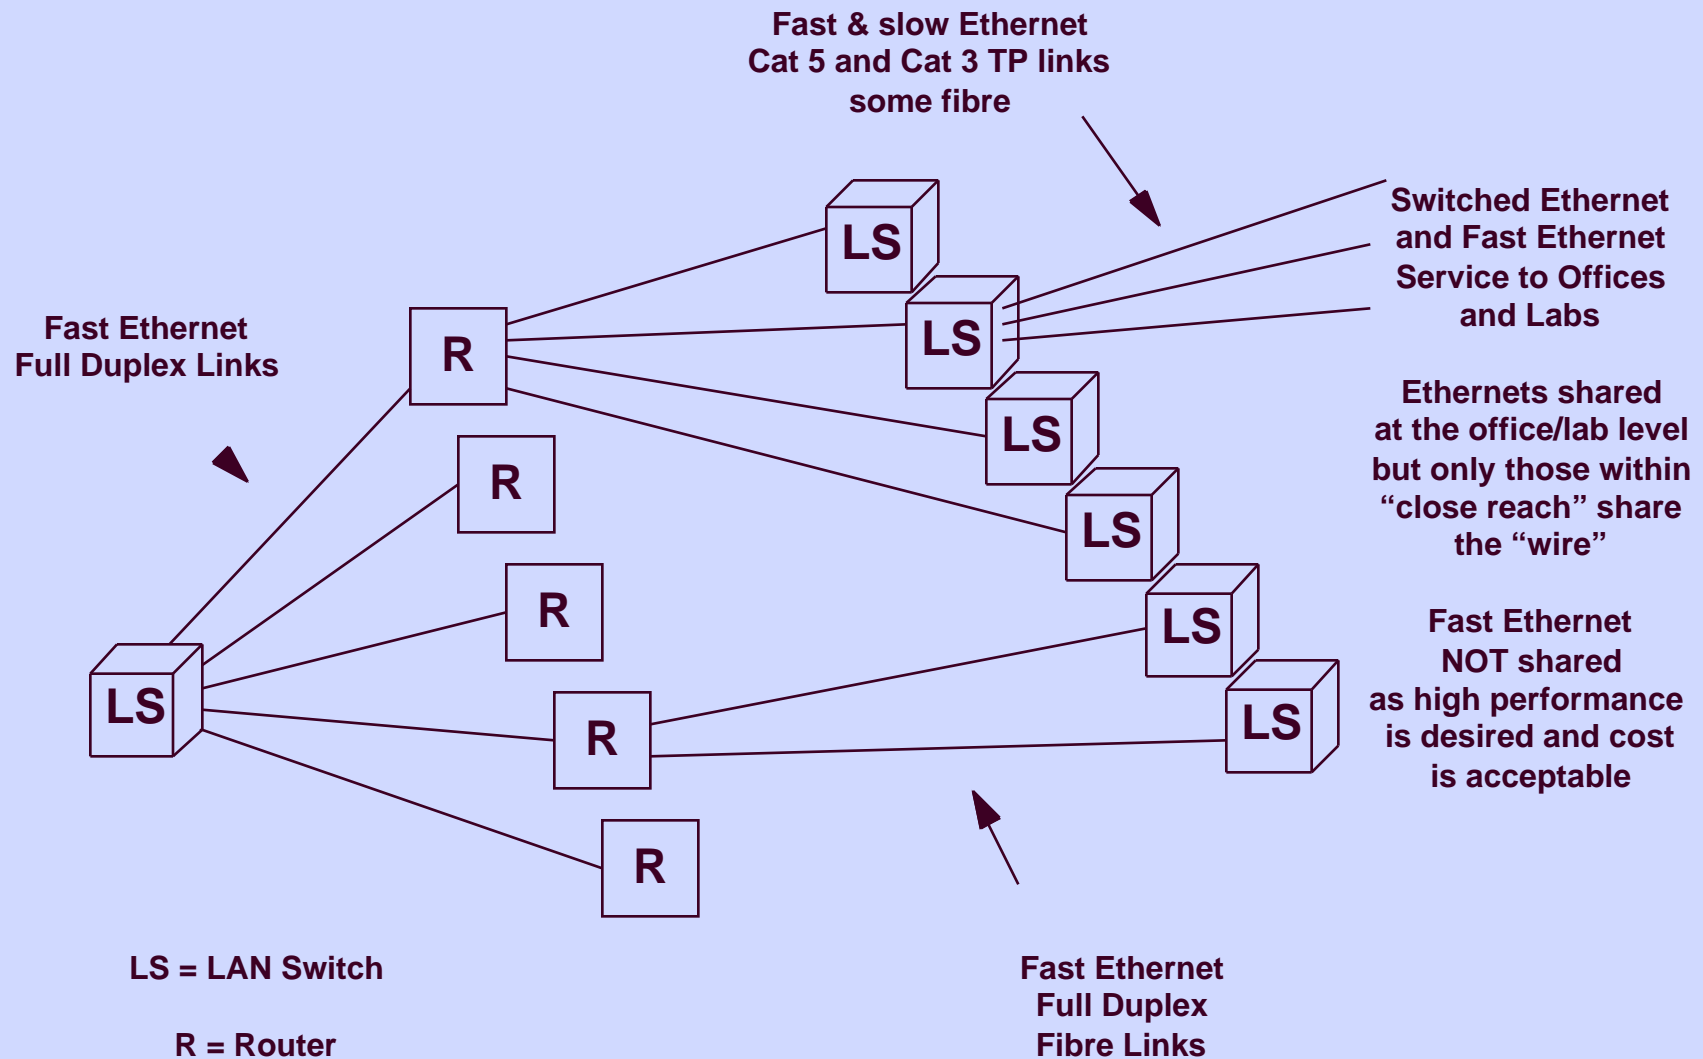 Fast & slow Ethernet
Cat 5 and Cat 3 TP links
some fibre
LS
Switched Ethernet
and Fast Ethernet
Service to Offices
and Labs
Fast Ethernet
Full Duplex Links
R
LS
LS
Ethernets shared
at the office/lab level
but only those within
“close reach” share
the “wire”
R
LS
R
LS
Fast Ethernet
NOT shared
as high performance
is desired and cost
is acceptable
LS
R
LS
R
LS = LAN Switch
R = Router
Fast Ethernet
Full Duplex
Fibre Links